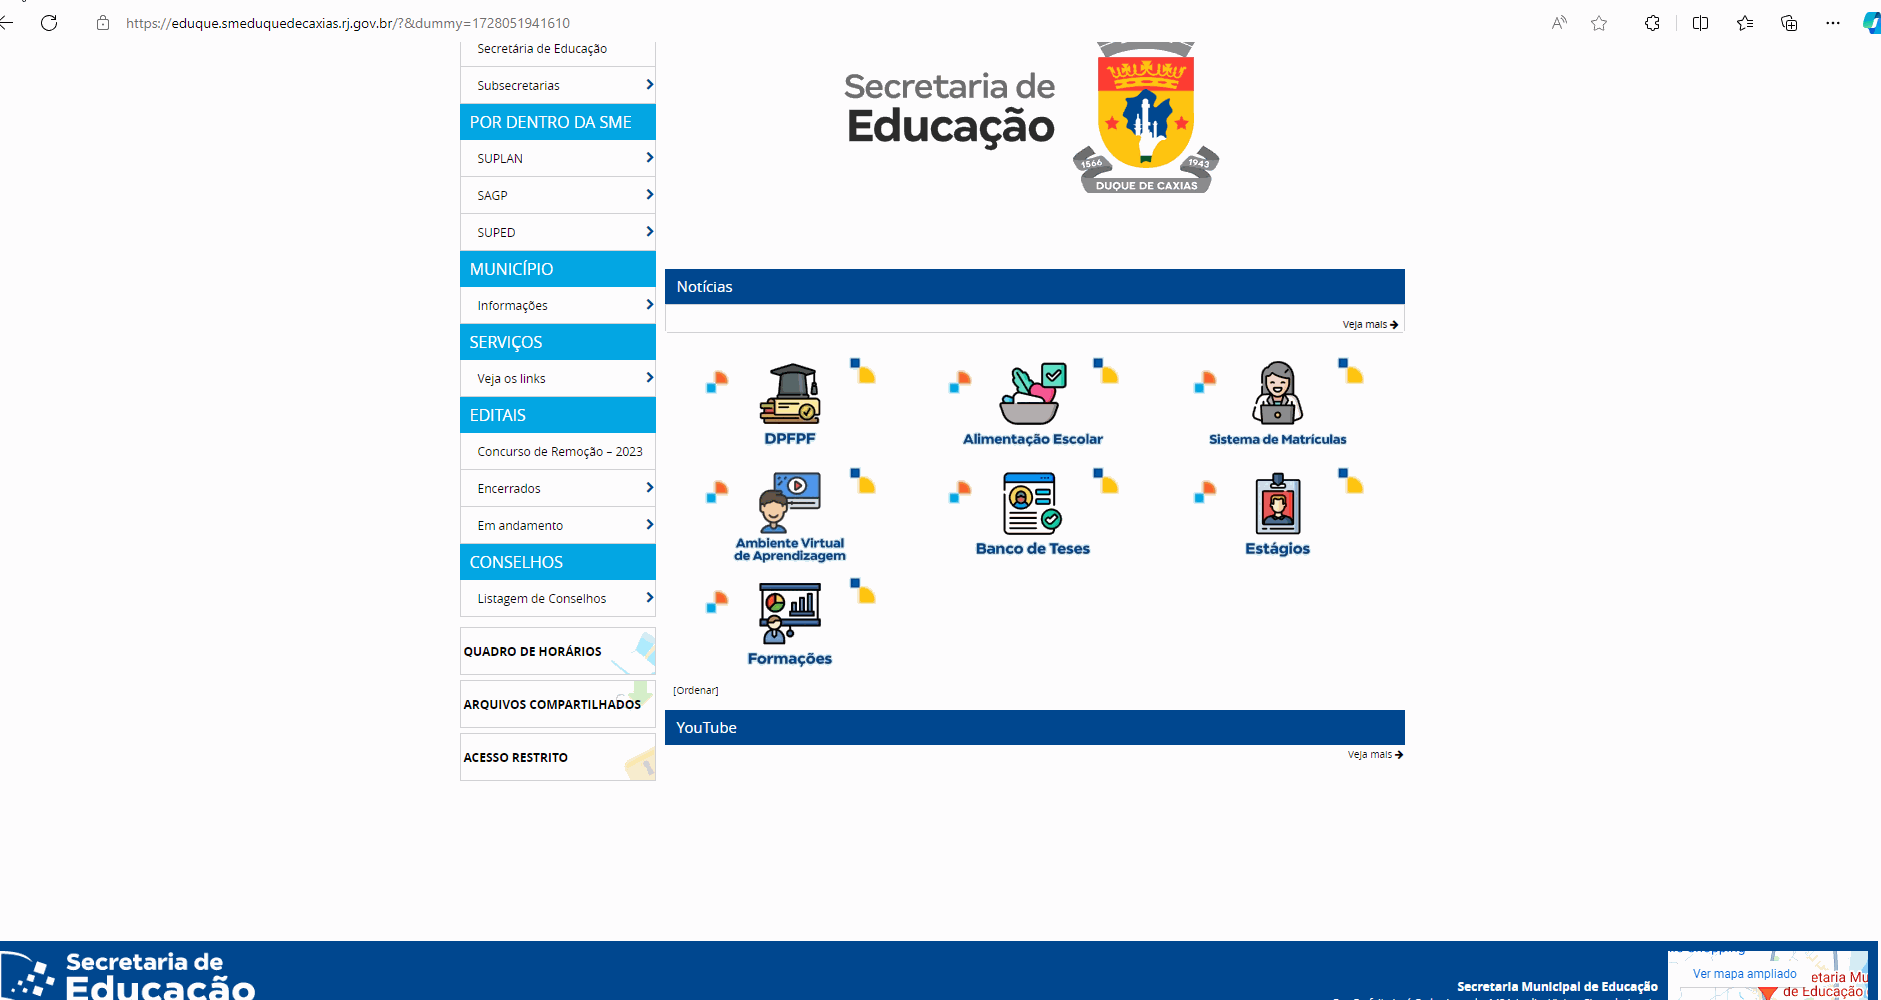 https://eduque.smeduquedecaxias.rj.gov.br/?&dummy=1728051941610
Secretária de Educação
Subsecretarias
POR DENTRO DA SME
SUPLAN
SAGP
SUPED
MUNICÍPIO
Informações
SERVIÇOS
Veja os links
EDITAIS
Concurso de Remoção – 2023
Encerrados
Em andamento
CONSELHOS
Listagem de Conselhos
QUADRO DE HORÁRIOS
ARQUIVOS COMPARTILHADOS
ACESSO RESTRITO
Secretaria de
Educação
1566 1943
DUQUE DE CAXIAS
Notícias
Veja mais
DPFPF
Alimentação Escolar
Sistema de Matrículas
Ambiente Virtual
de Aprendizagem
Banco de Teses
Estágios
Formações
[Ordenar]
YouTube
Veja mais
Secretaria de
Educação
Secretaria Municipal de Educação
Ver mapa ampliado
etaria Mu
de Educação